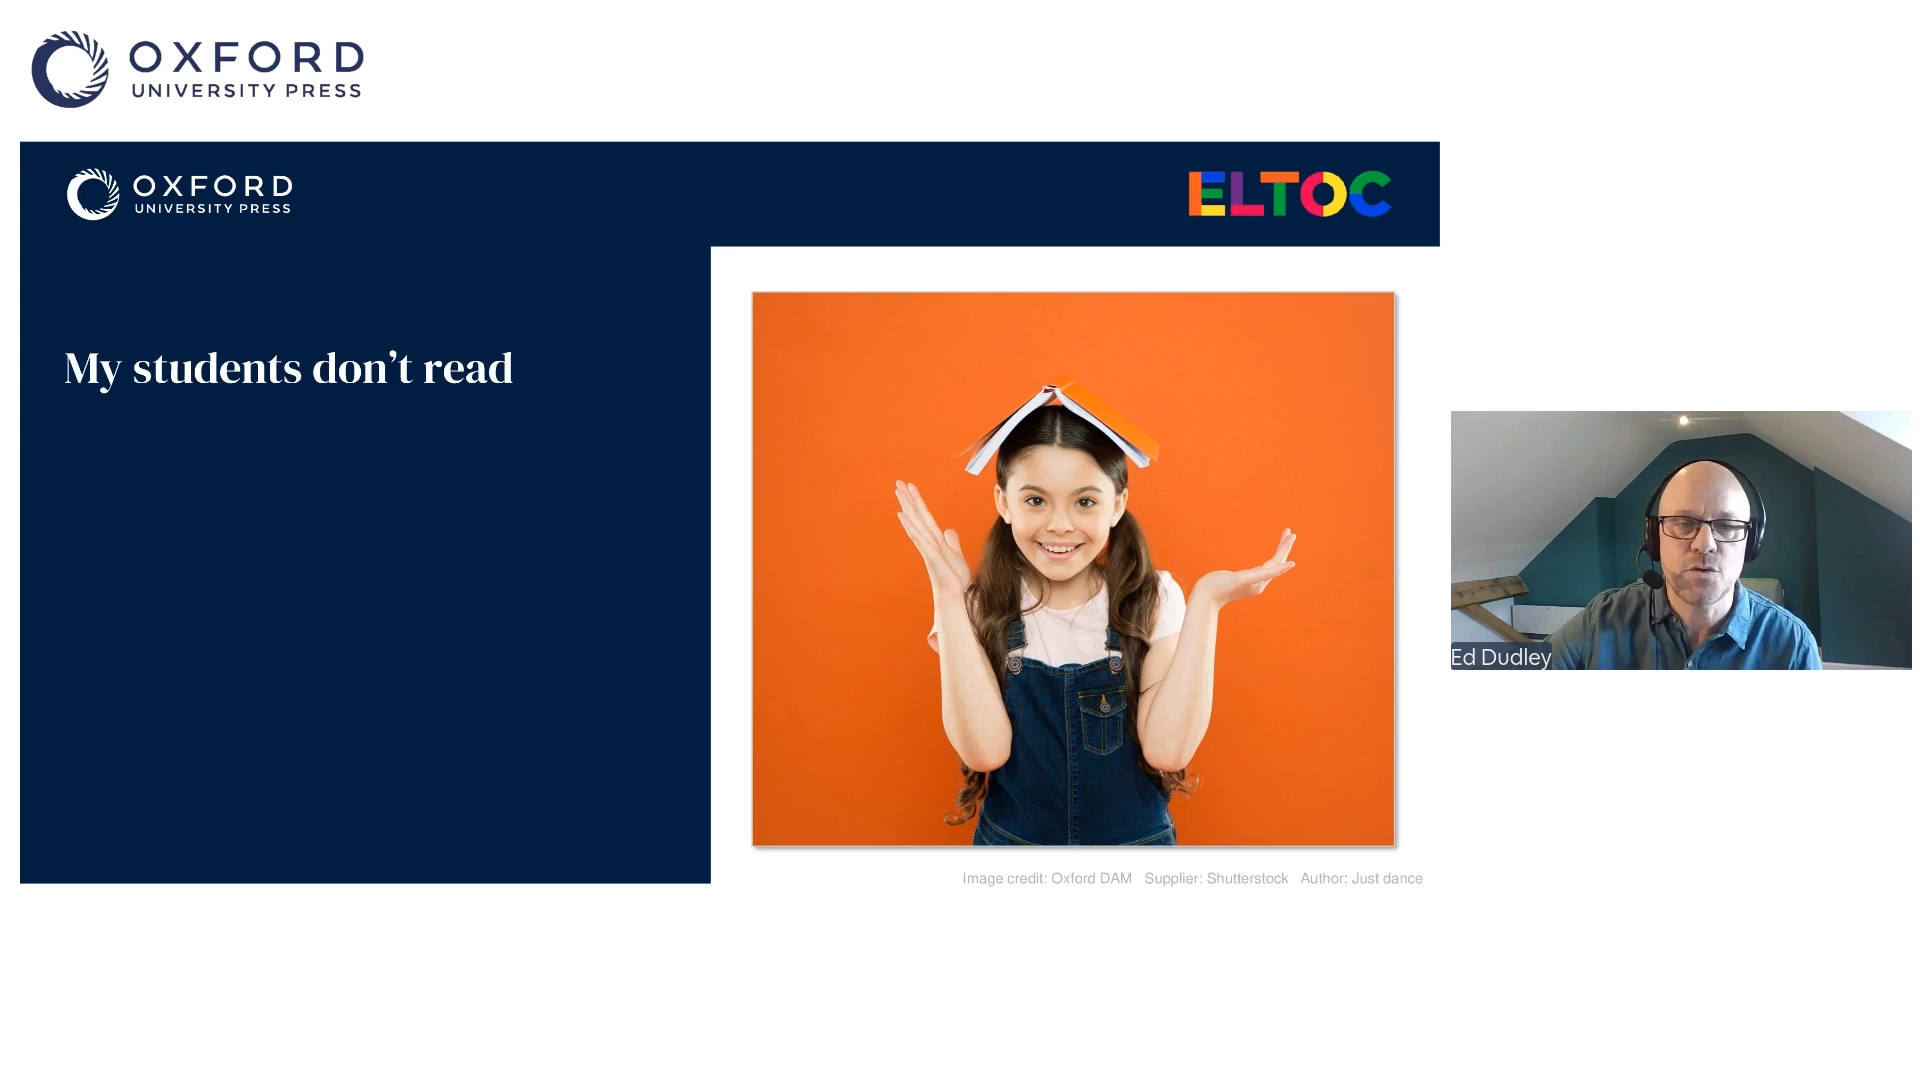 OXFORD
UNIVERSITY PRESS
OXFORD
UNIVERSITY PRESS
ELTOC
My students don’t read
Ed Dudley
Image credit: Oxford DAM Supplier: Shutterstock Author: Just dance